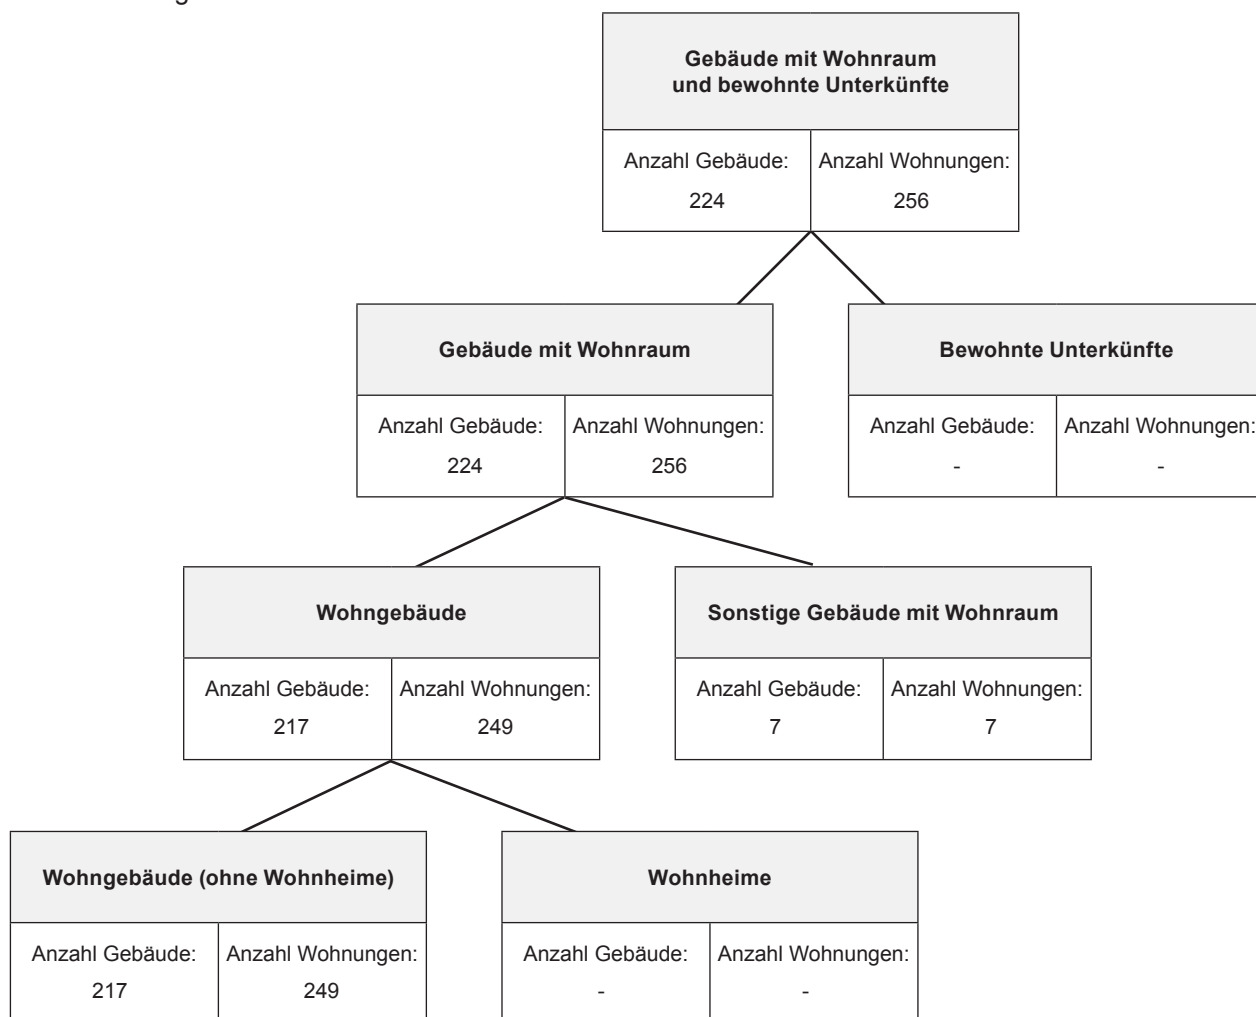 Gebäude mit Wohnraum
und bewohnte Unterkünfte
Anzahl Gebäude: Anzahl Wohnungen:
224 256
Gebäude mit Wohnraum
Bewohnte Unterkünfte
Anzahl Gebäude: Anzahl Wohnungen:
224 256
Anzahl Gebäude: Anzahl Wohnungen:
- -
Wohngebäude
Sonstige Gebäude mit Wohnraum
Anzahl Gebäude: Anzahl Wohnungen:
217 249
Anzahl Gebäude: Anzahl Wohnungen:
7 7
Wohngebäude (ohne Wohnheime)
Wohnheime
Anzahl Gebäude: Anzahl Wohnungen:
217 249
Anzahl Gebäude: Anzahl Wohnungen:
- -